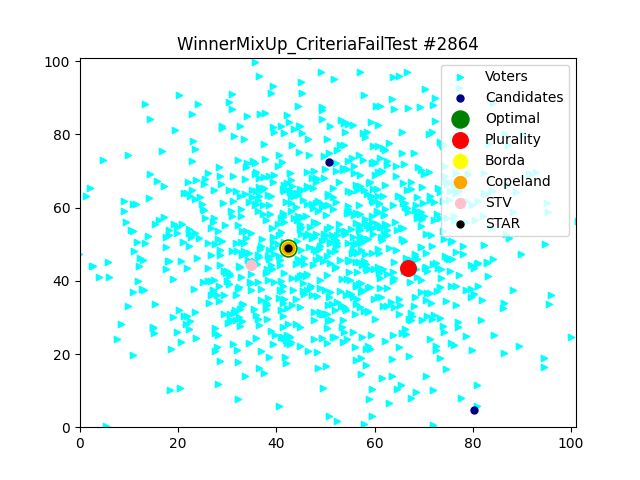 WinnerMixUp_CriteriaFailTest #2864
100
80
60
40
20
0
0 20 40 60 80 100
Voters
Candidates
Optimal
Plurality
Borda
Copeland
STV
STAR